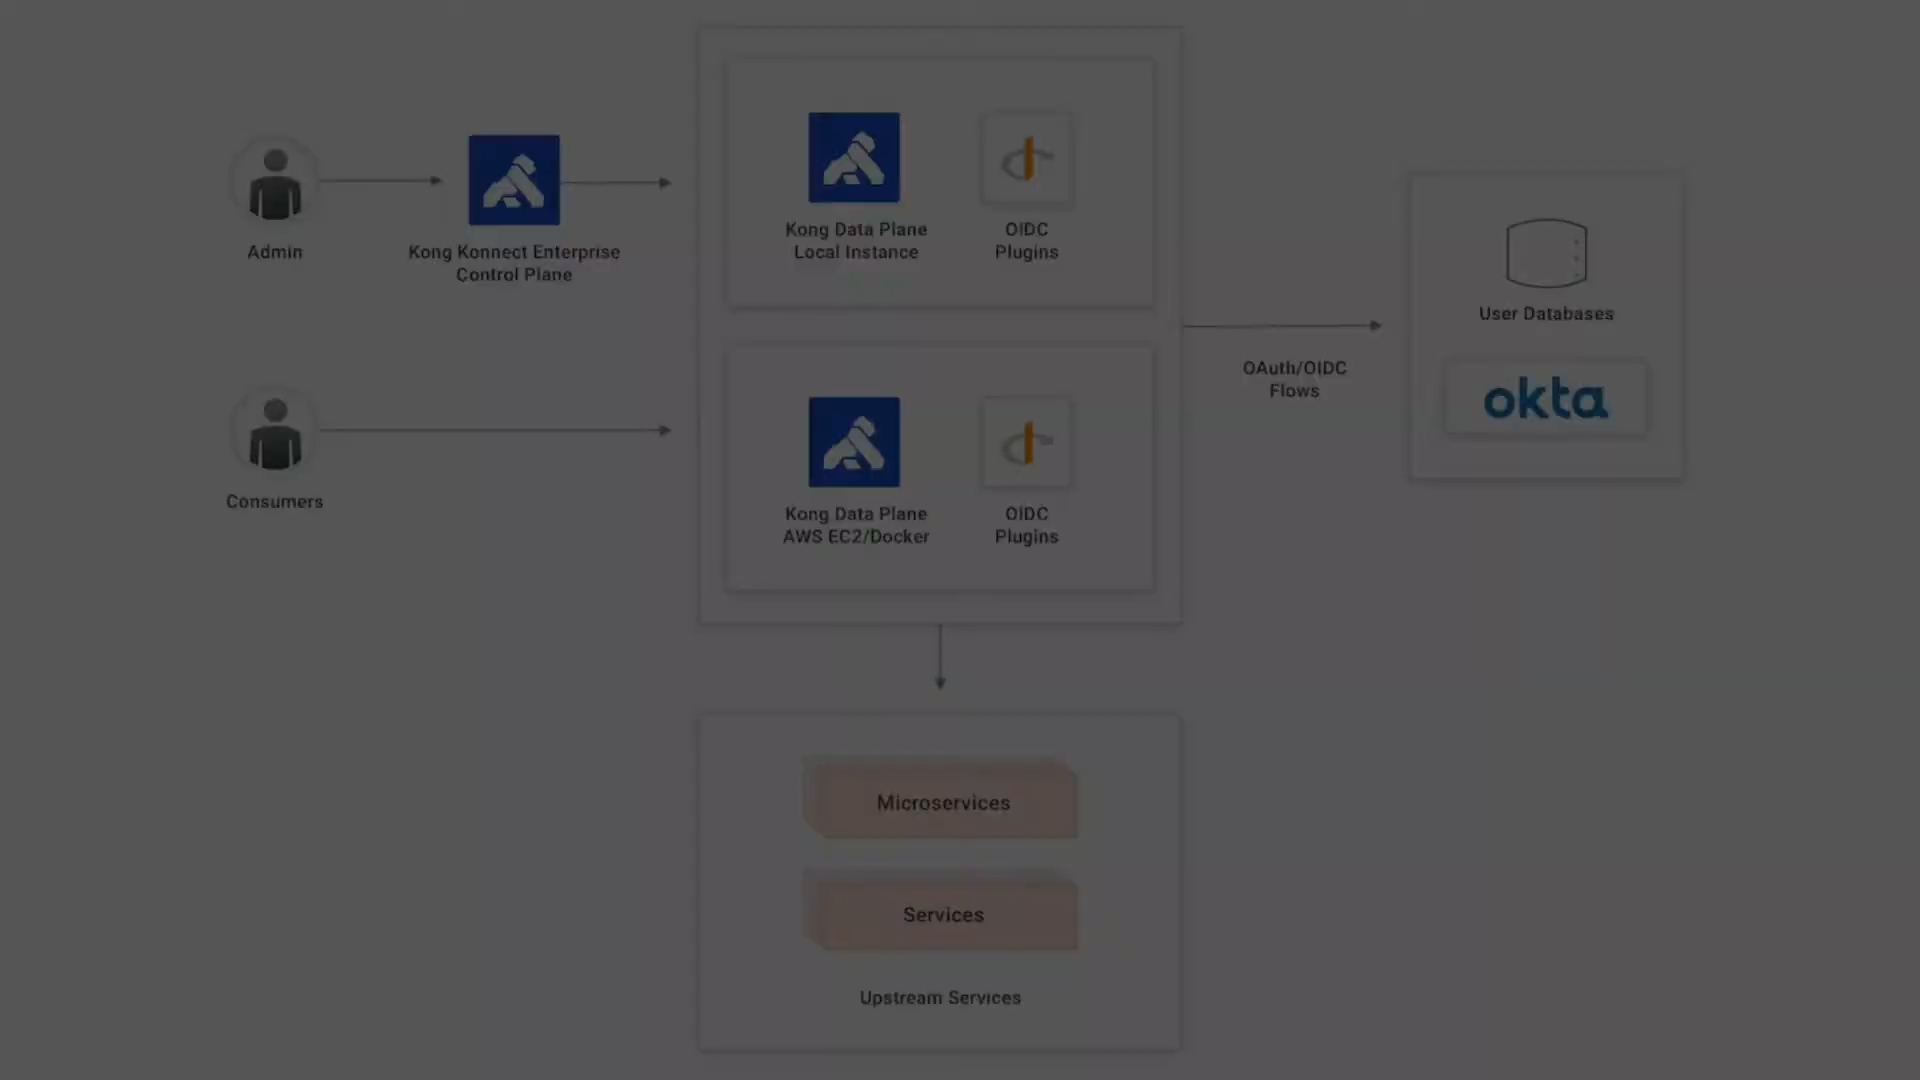 Admin
Kong Konnect Enterprise
Control Plane
Kong Data Plane
Local Instance
OIDC
Plugins
User Databases
okta
OAuth/OIDC
Flows
Consumers
Kong Data Plane
AWS EC2/Docker
OIDC
Plugins
Microservices
Services
Upstream Services